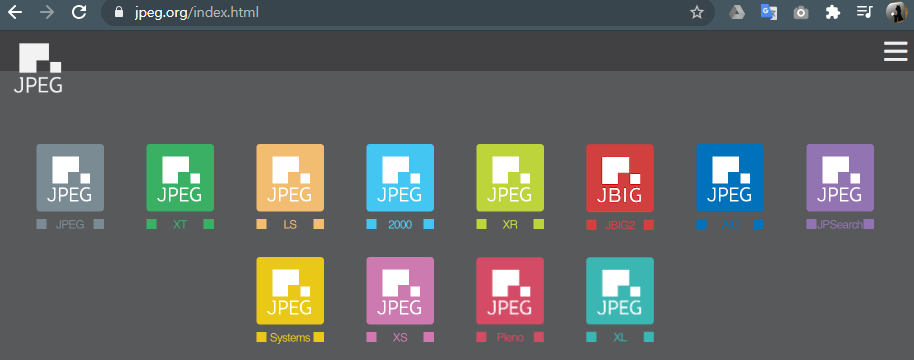 jpeg.org/index.html
JPEG
JPEG JPEG JPEG JPEG JPEG JBIG JPEG JPEG
JPEG XT LS 2000 XR JBIG2 JPSearch
JPEG JPEG JPEG JPEG
Systems XS Pleno XL